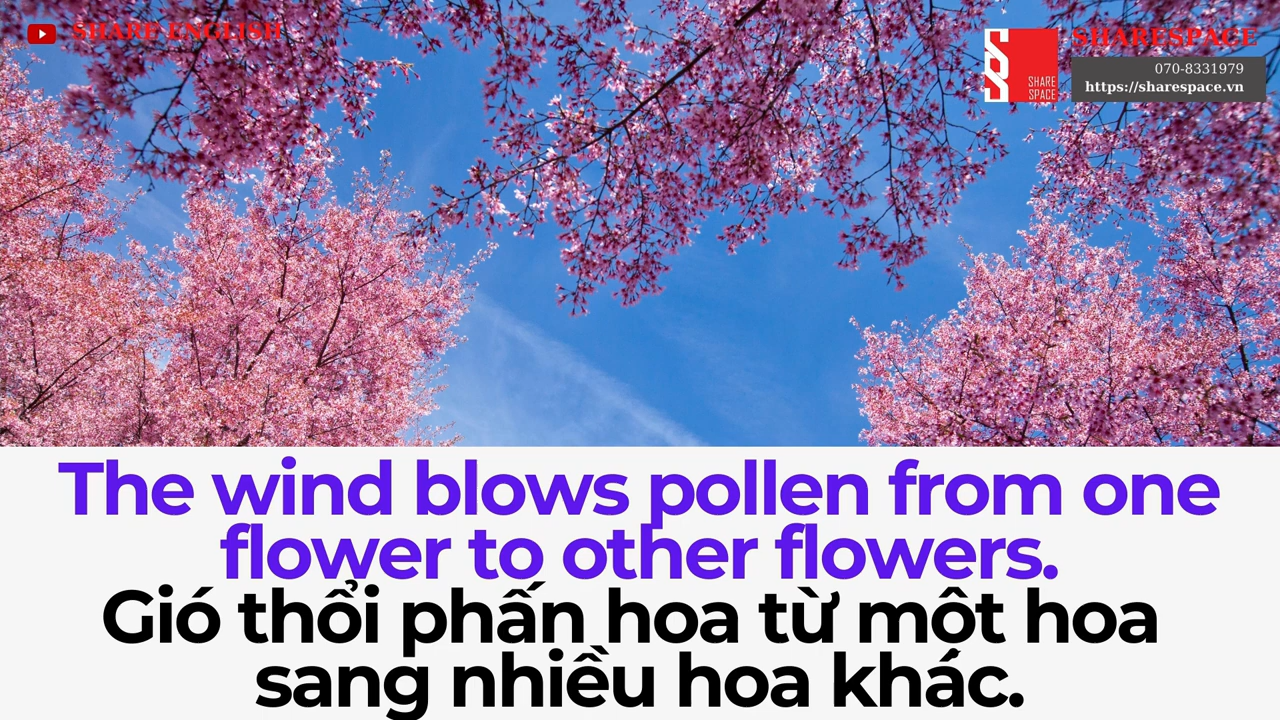 SHARE ENGLISH
SHARESPACE
070-8331979
https://sharespace.vn
SHARE
SPACE
The wind blows pollen from one
flower to other flowers.
Gió thổi phấn hoa từ một hoa
sang nhiều hoa khác.